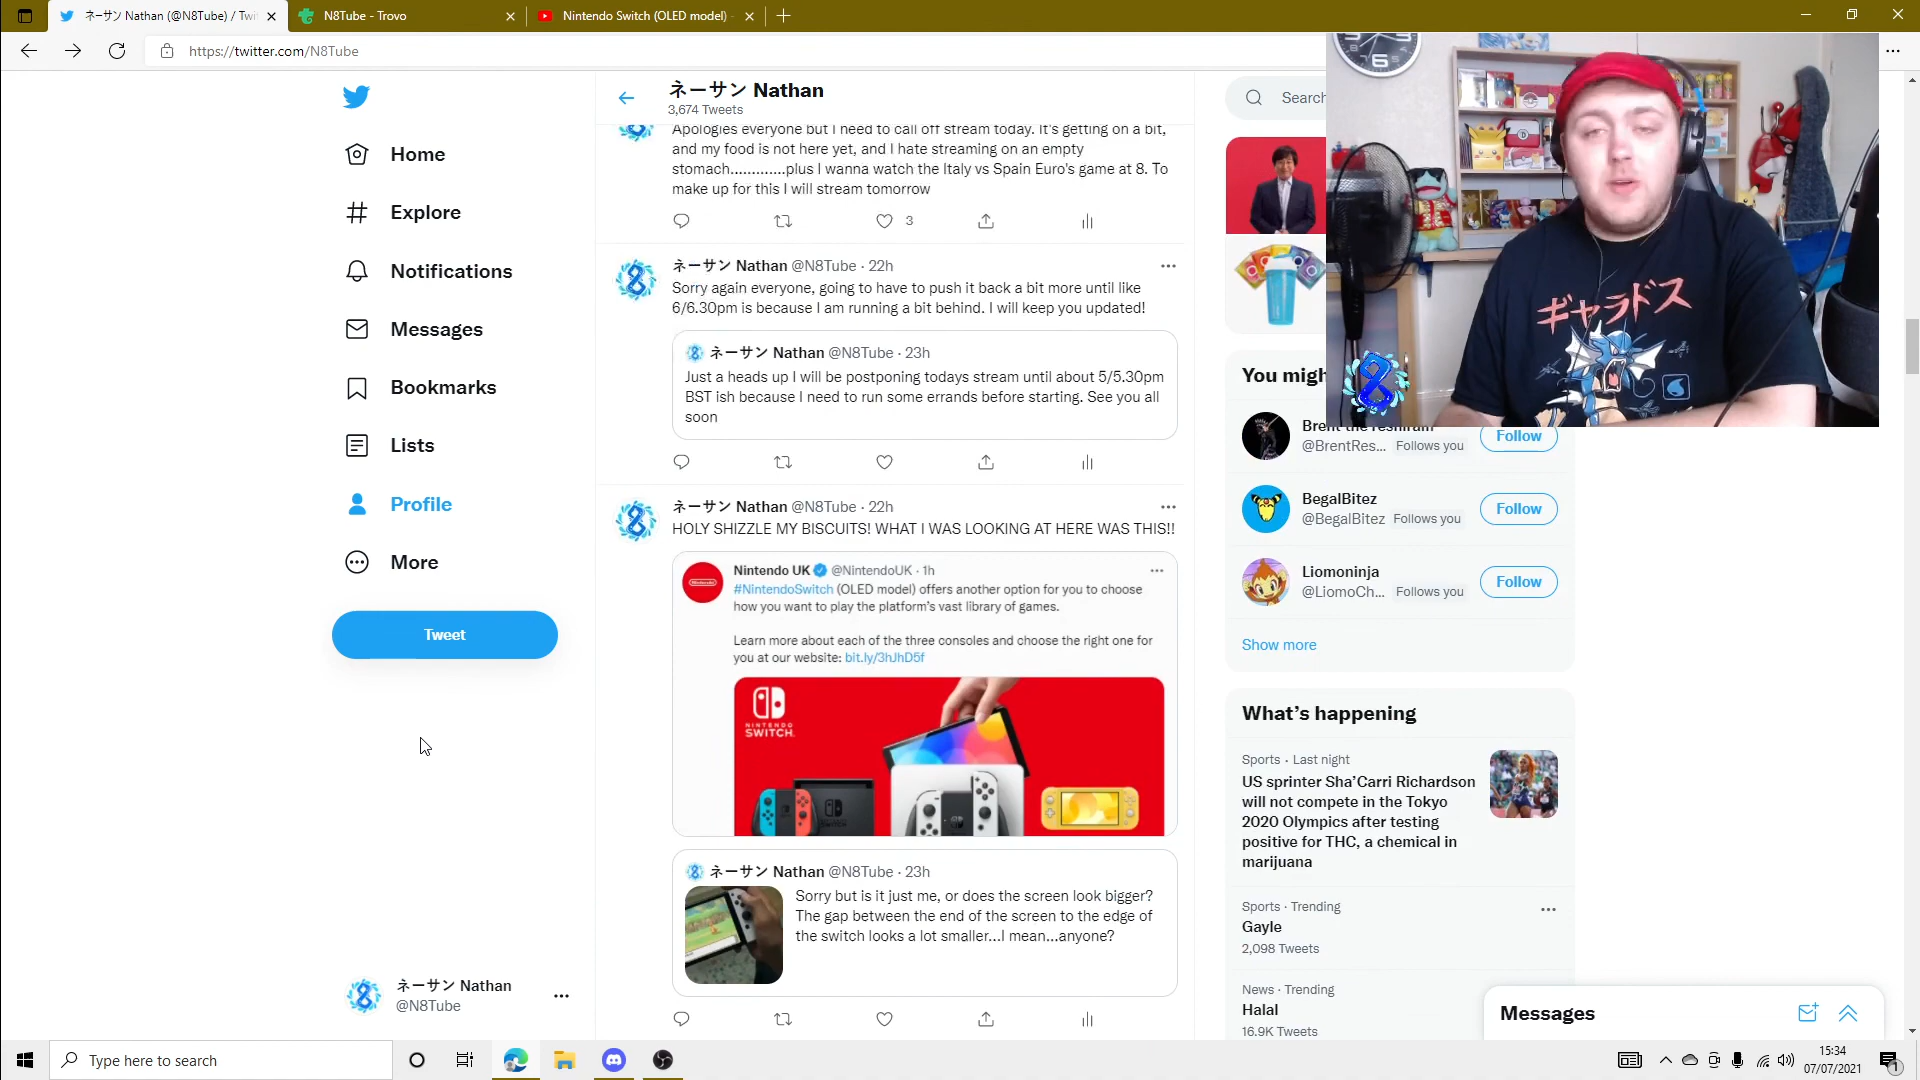 ネーサン Nathan (@N8Tube) / Twi
N8Tube - Trovo
Nintendo Switch (OLED model) -
https://twitter.com/N8Tube
Home
Explore
Notifications
Messages
Bookmarks
Lists
Profile
More
Tweet
ネーサン Nathan
@N8Tube
ネーサン Nathan
3,674 Tweets
Apologies everyone but I need to call off stream today. It's getting on a bit,
and my food is not here yet, and I hate streaming on an empty
stomach.............plus I wanna watch the Italy vs Spain Euro's game at 8. To
make up for this I will stream tomorrow
3
ネーサン Nathan @N8Tube · 22h
Sorry again everyone, going to have to push it back a bit more until like
6/6.30pm is because I am running a bit behind. I will keep you updated!
ネーサン Nathan @N8Tube · 23h
Just a heads up I will be postponing todays stream until about 5/5.30pm
BST ish because I need to run some errands before starting. See you all
soon
ネーサン Nathan @N8Tube · 22h
HOLY SHIZZLE MY BISCUITS! WHAT I WAS LOOKING AT HERE WAS THIS!!
Nintendo UK @NintendoUK · 1h
#NintendoSwitch (OLED model) offers another option for you to choose
how you want to play the platform's vast library of games.
Learn more about each of the three consoles and choose the right one for
you at our website: bit.ly/3hJhD5f
NINTENDO
SWITCH
ネーサン Nathan @N8Tube · 23h
Sorry but is it just me, or does the screen look bigger?
The gap between the end of the screen to the edge of
the switch looks a lot smaller...I mean...anyone?
Search
6
ギャラドス
You migh
Brent the reshiram
@BrentRes... Follows you
Follow
BegalBitez
@BegalBitez Follows you
Follow
Liomoninja
@LiomoCh... Follows you
Follow
Show more
What's happening
Sports · Last night
US sprinter Sha'Carri Richardson
will not compete in the Tokyo
2020 Olympics after testing
positive for THC, a chemical in
marijuana
Sports · Trending
Gayle
2,098 Tweets
News · Trending
Halal
16.9K Tweets
Messages
Type here to search
15:34
07/07/2021
1